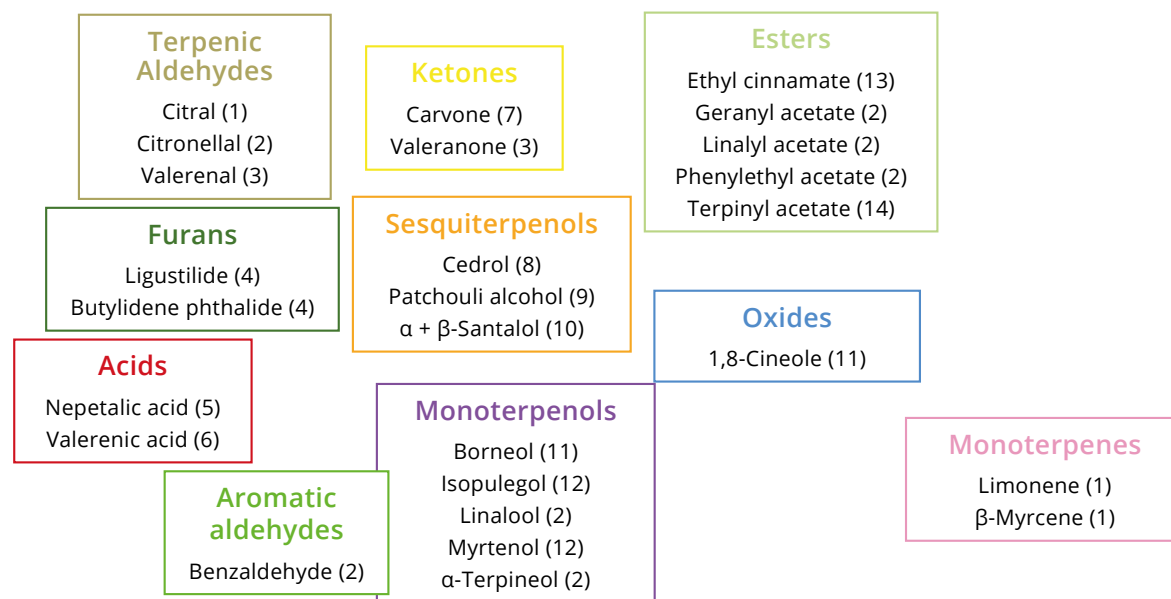 Terpenic
Aldehydes
Citral (1)
Citronellal (2)
Valerenal (3)
Ketones
Carvone (7)
Valeranone (3)
Esters
Ethyl cinnamate (13)
Geranyl acetate (2)
Linalyl acetate (2)
Phenylethyl acetate (2)
Terpinyl acetate (14)
Furans
Ligustilide (4)
Butylidene phthalide (4)
Sesquiterpenols
Cedrol (8)
Patchouli alcohol (9)
α + β-Santalol (10)
Oxides
1,8-Cineole (11)
Acids
Nepetalic acid (5)
Valerenic acid (6)
Monoterpenols
Borneol (11)
Isopulegol (12)
Linalool (2)
Myrtenol (12)
α-Terpineol (2)
Monoterpenes
Limonene (1)
β-Myrcene (1)
Aromatic
aldehydes
Benzaldehyde (2)